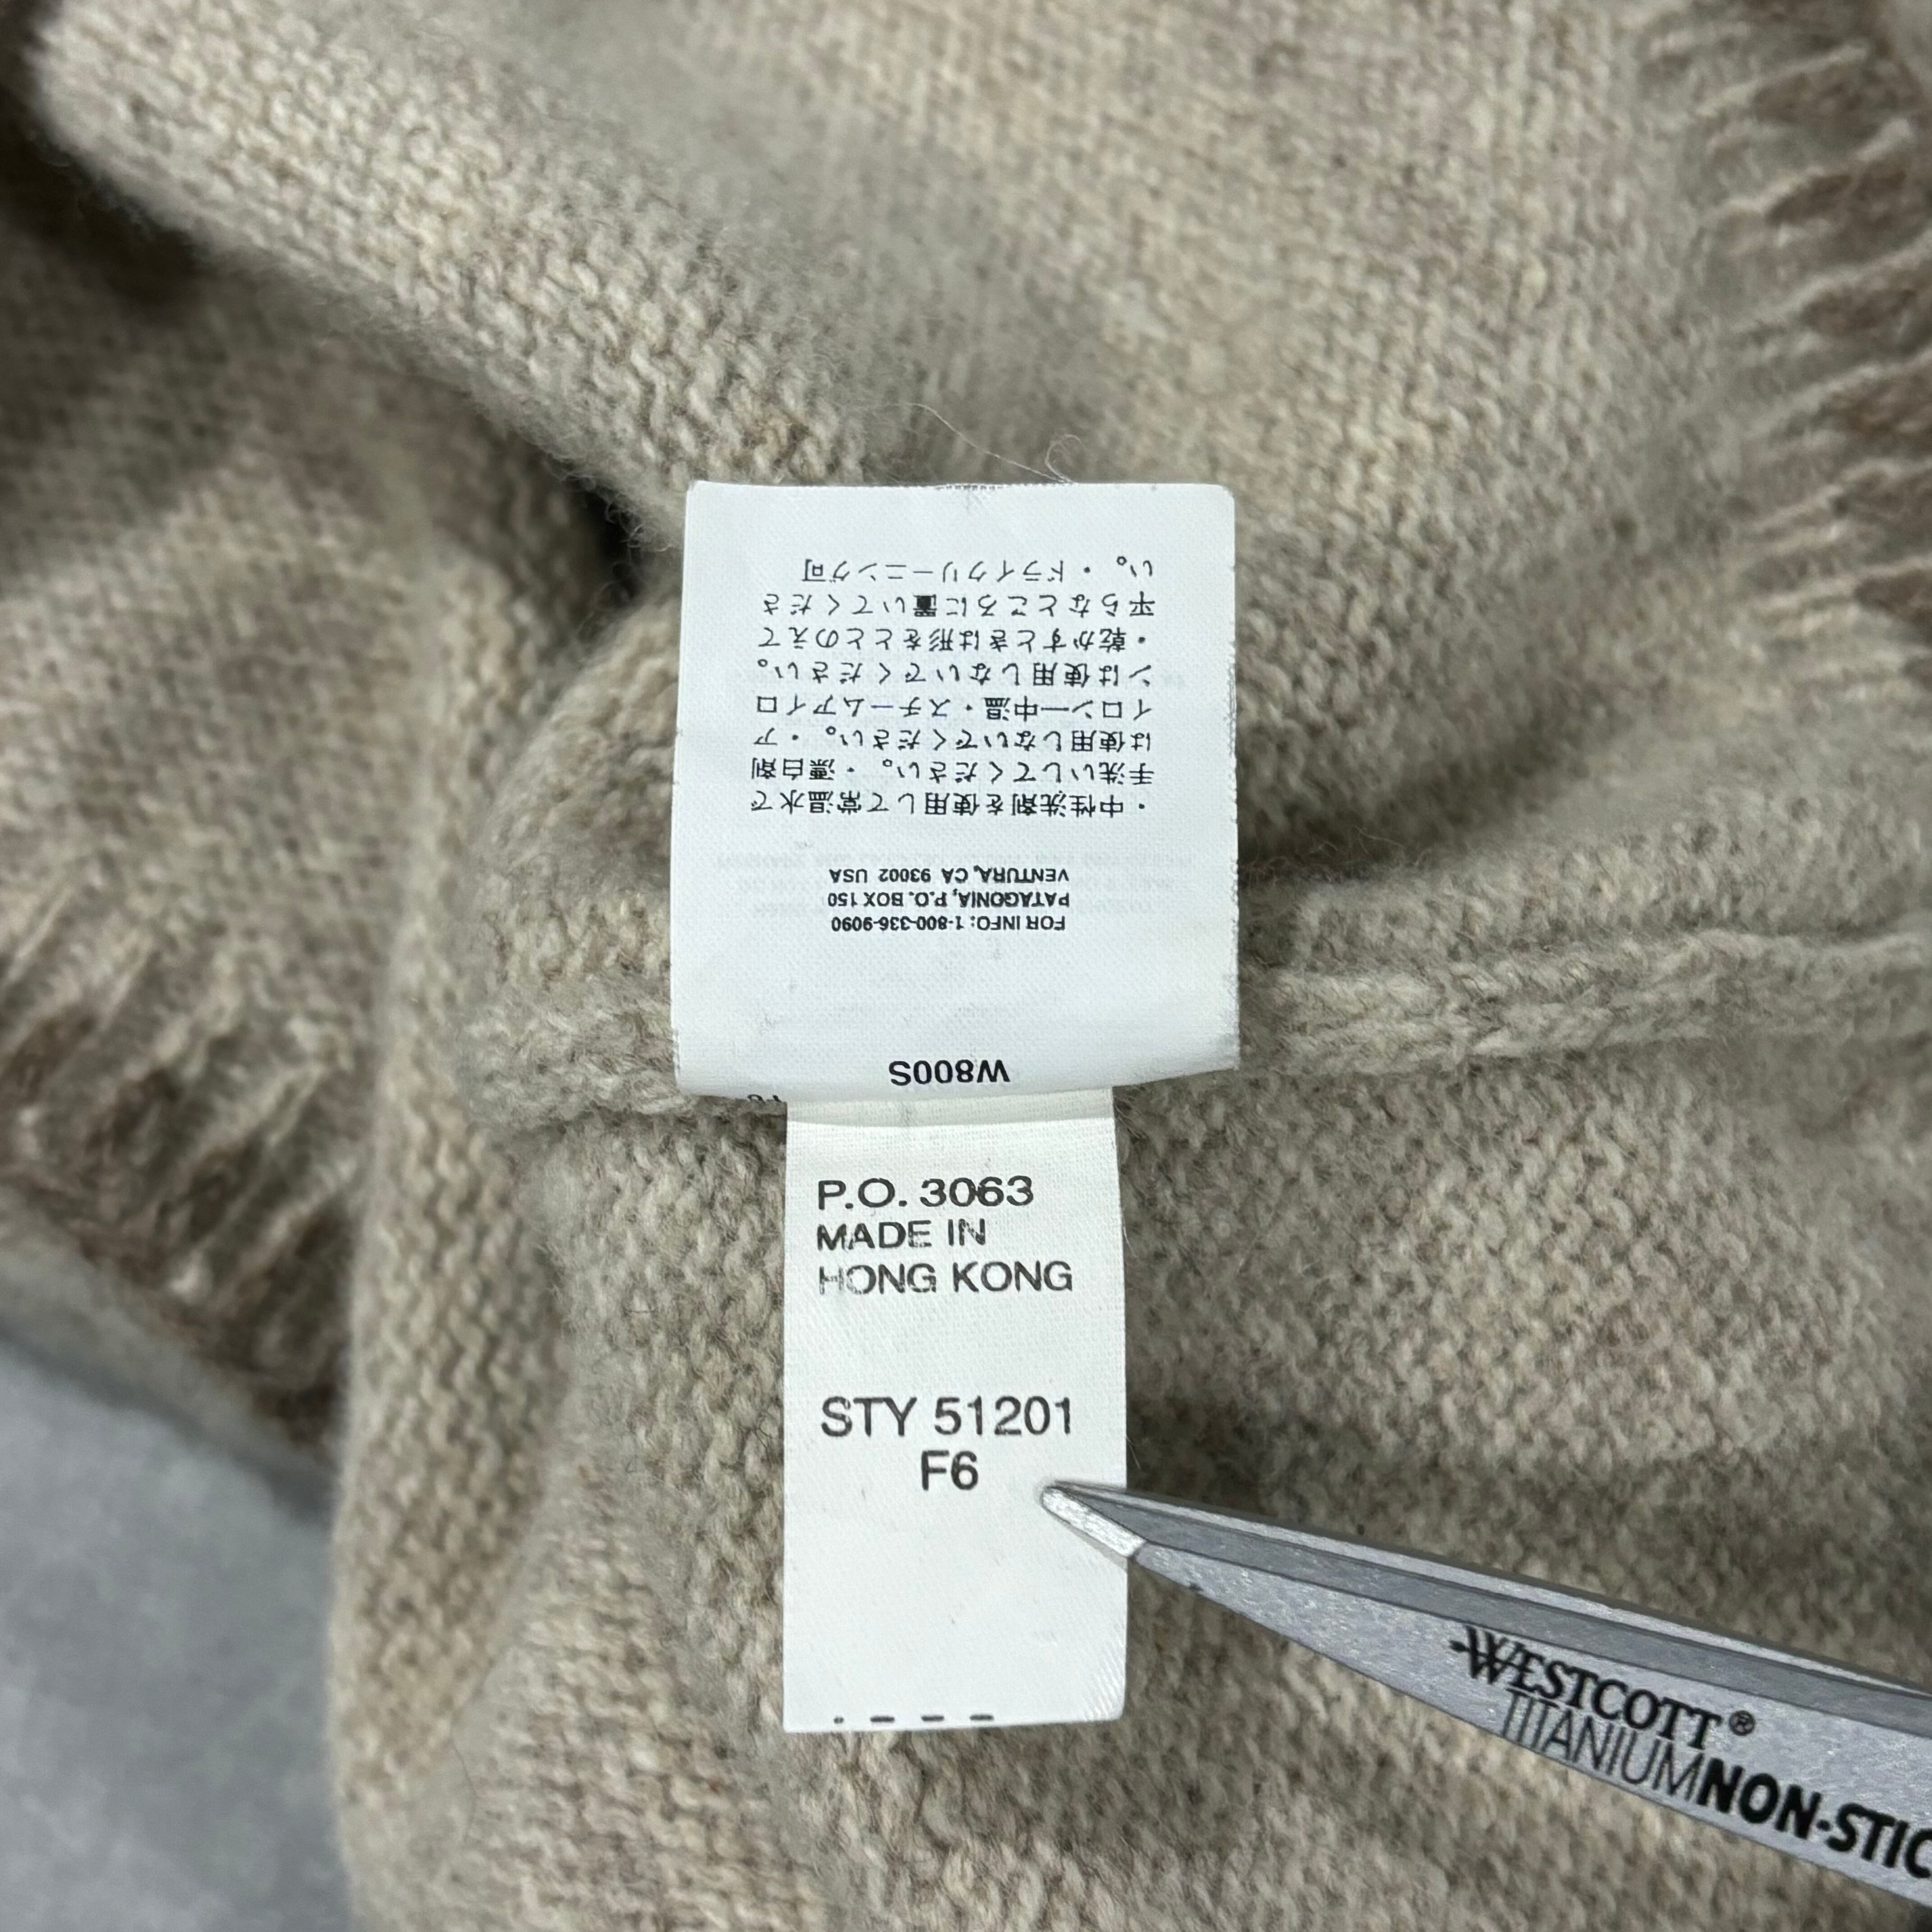 W800S
FOR INFO: 1-800-336-9090
PATAGONIA, P.O. BOX 150
VENTURA, CA 93002 USA
・中性洗剤を使用して常温水で
手洗いしてください。・漂白剤
は使用しないでください。・ア
イロン―中温・スチームアイロ
ンは使用しないでください。
・乾かすときは形をととのえて
平らなところに置いてくださ
い。・ドライクリーニング可
P.O. 3063
MADE IN
HONG KONG
STY 51201
F6
WESTCOTT®
TITANIUM NON-STIC